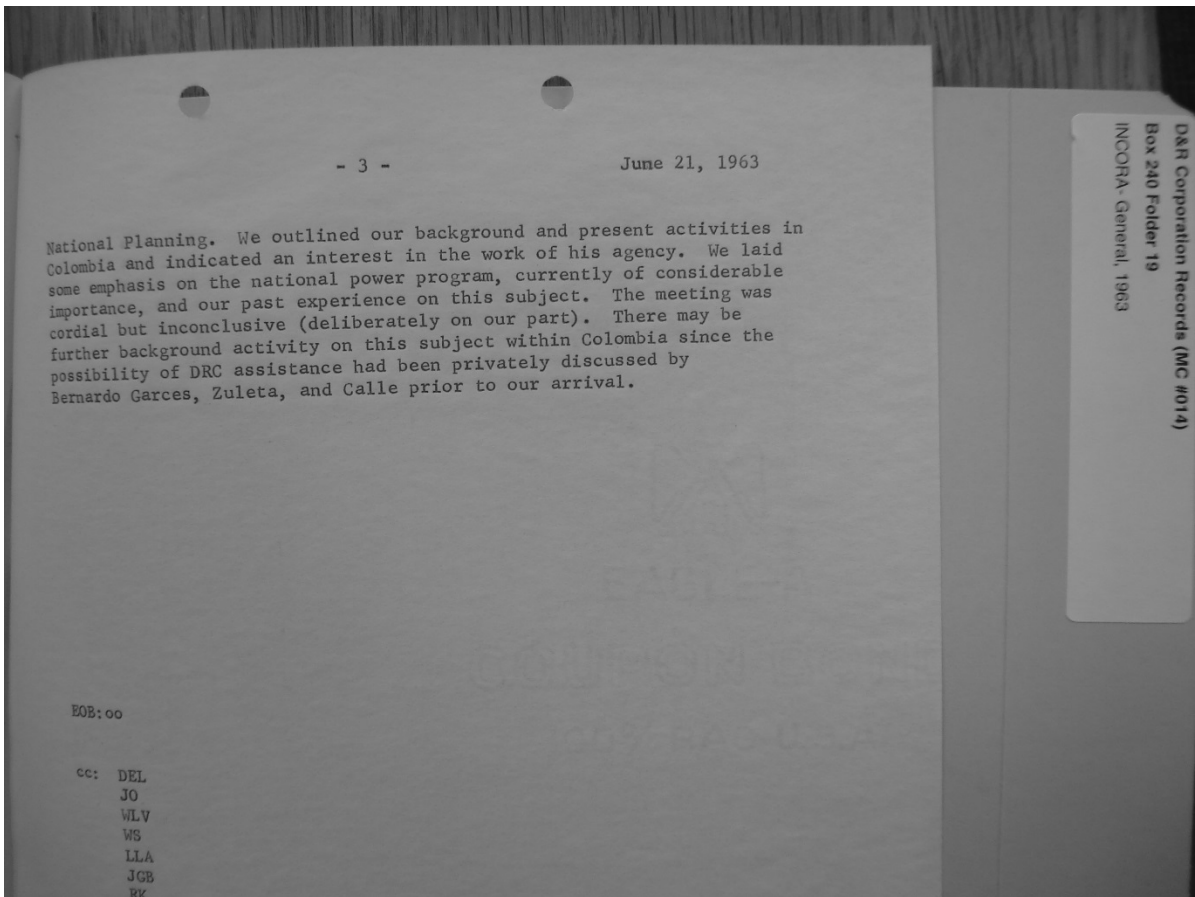 - 3 - June 21, 1963
National Planning. We outlined our background and present activities in
Colombia and indicated an interest in the work of his agency. We laid
some emphasis on the national power program, currently of considerable
importance, and our past experience on this subject. The meeting was
cordial but inconclusive (deliberately on our part). There may be
further background activity on this subject within Colombia since the
possibility of DRC assistance had been privately discussed by
Bernardo Garces, Zuleta, and Calle prior to our arrival.
EOB:oo
cc: DEL
JO
WLV
WS
LLA
JGB
RK
D&R Corporation Records (MC #014)
Box 240 Folder 19
INCORA- General, 1963